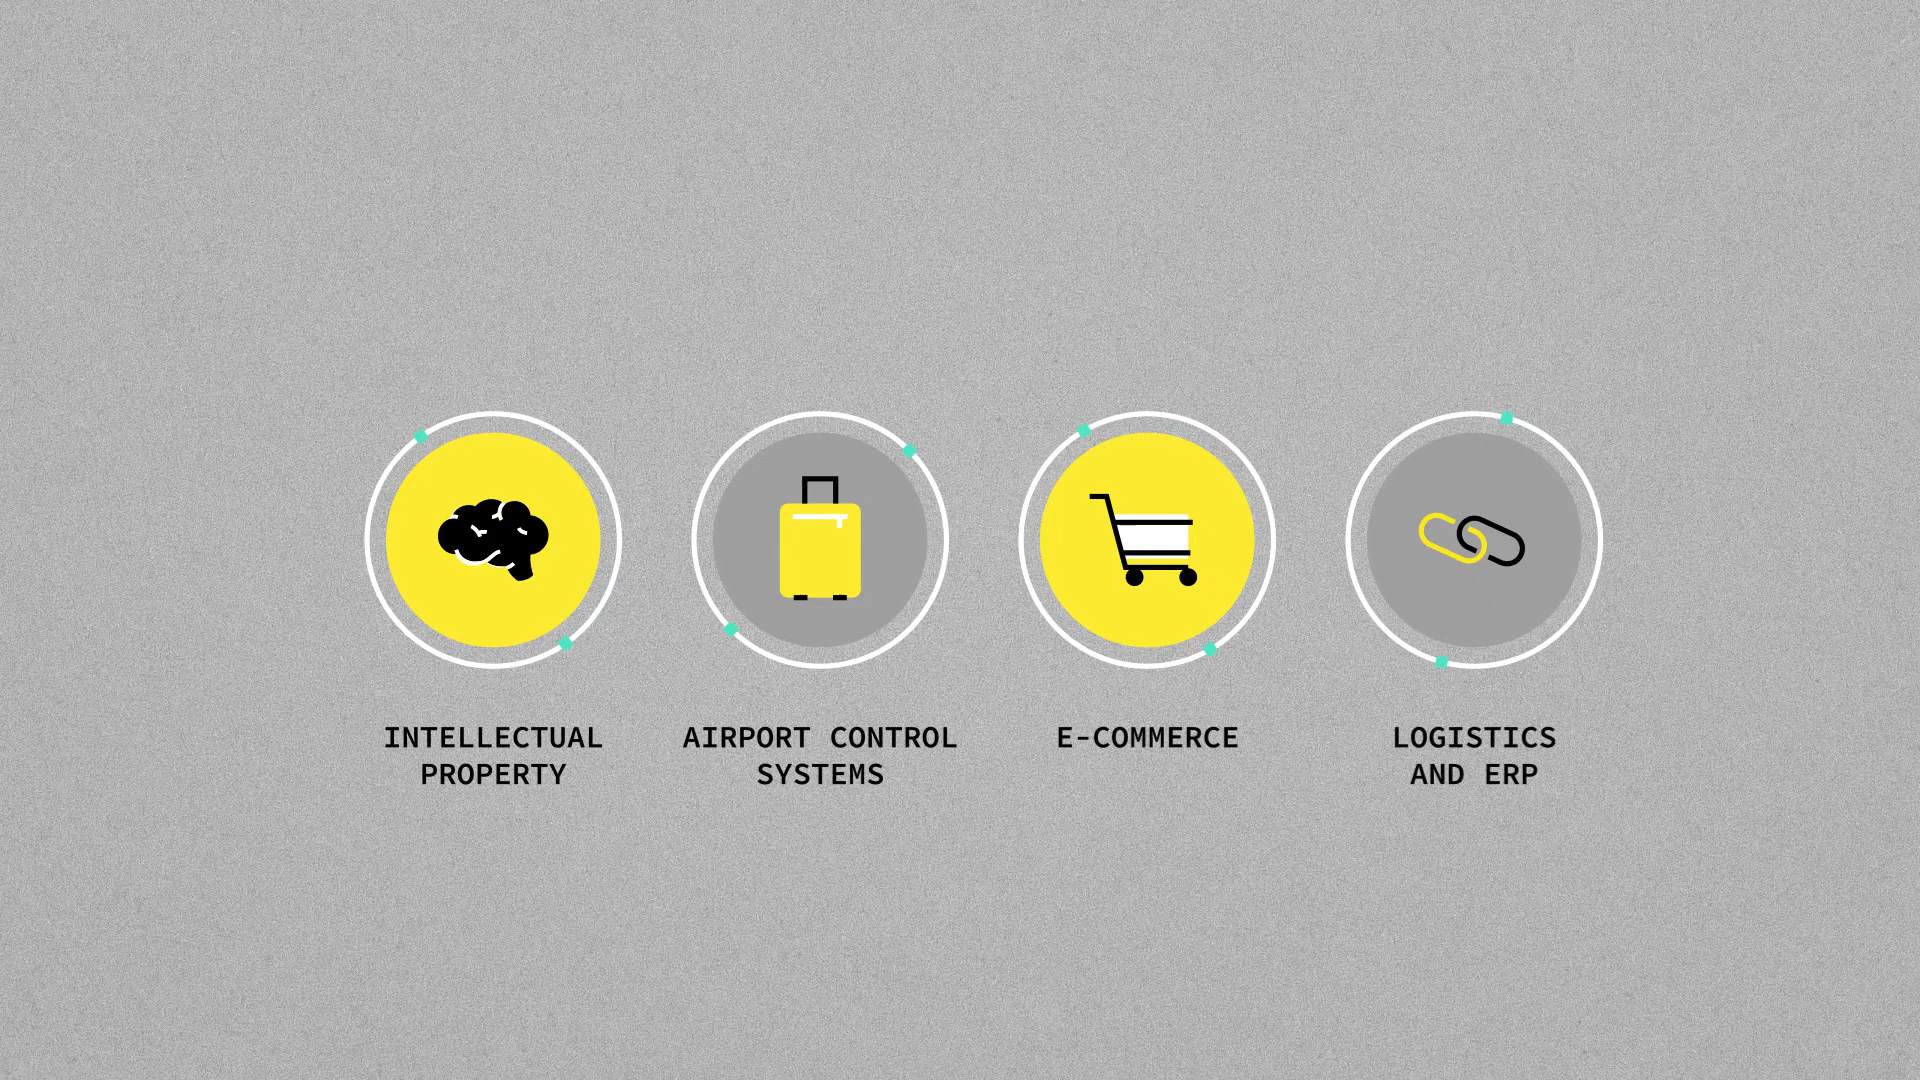 INTELLECTUAL
PROPERTY
AIRPORT CONTROL
SYSTEMS
E-COMMERCE
LOGISTICS
AND ERP